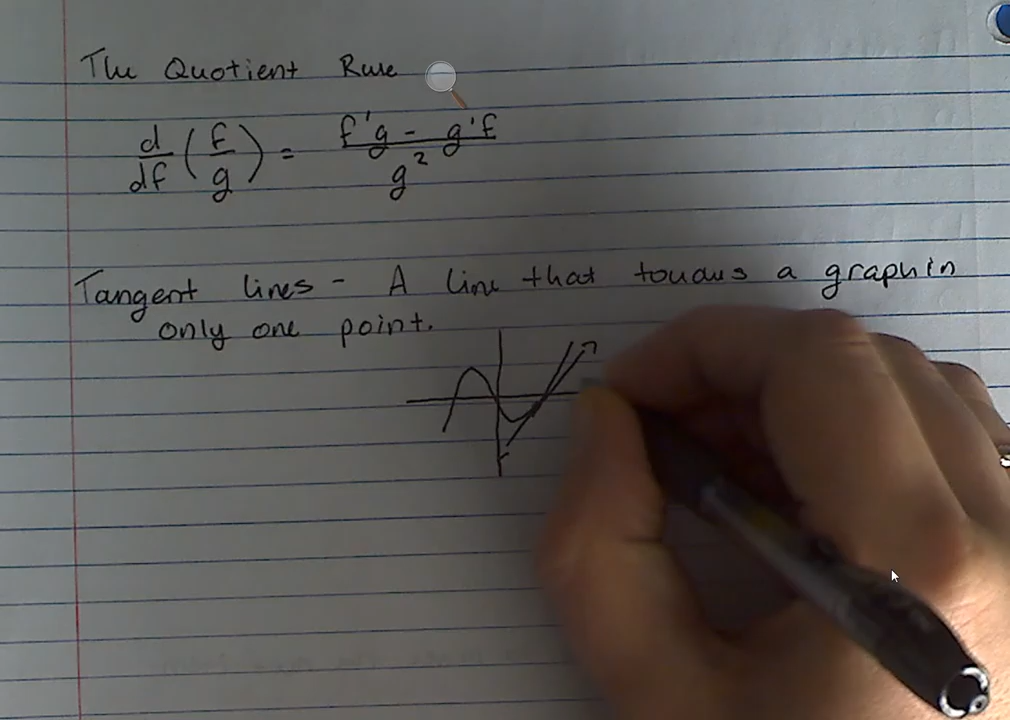 The Quotient Rule
d/df (f/g) = f'g - g'f / g²
Tangent lines - A line that touches a graph in
only one point.